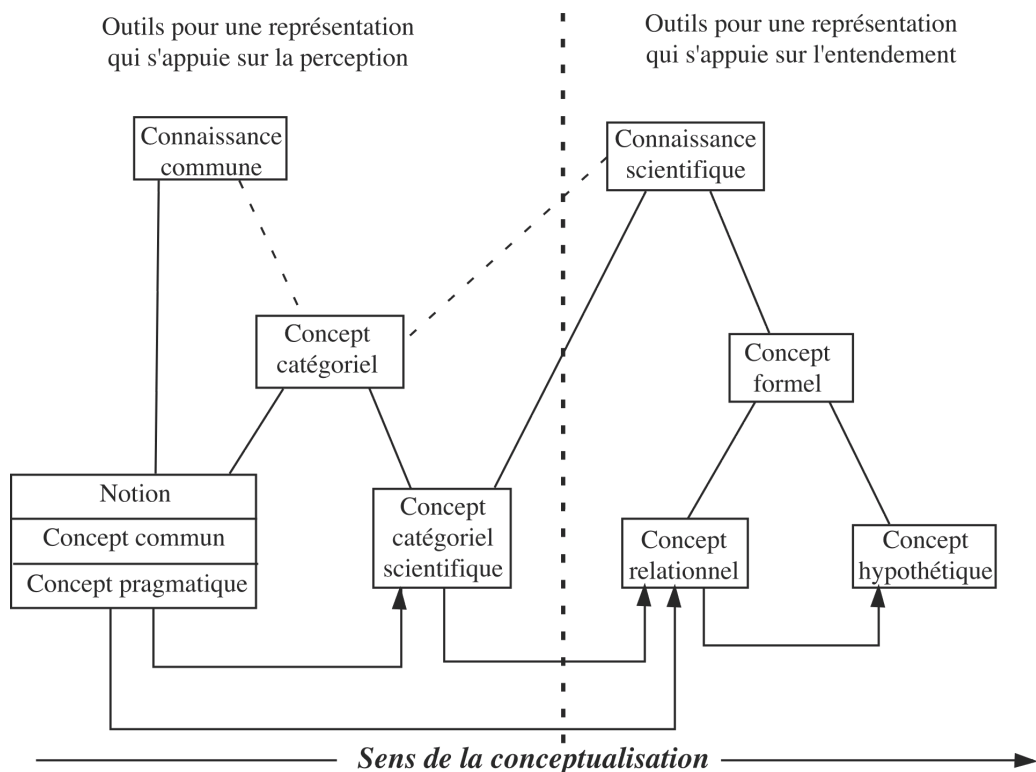 Outils pour une représentation
qui s'appuie sur la perception
Outils pour une représentation
qui s'appuie sur l'entendement
Connaissance
commune
Connaissance
scientifique
Concept
catégoriel
Concept
formel
Notion
Concept commun
Concept pragmatique
Concept
catégoriel
scientifique
Concept
relationnel
Concept
hypothétique
Sens de la conceptualisation